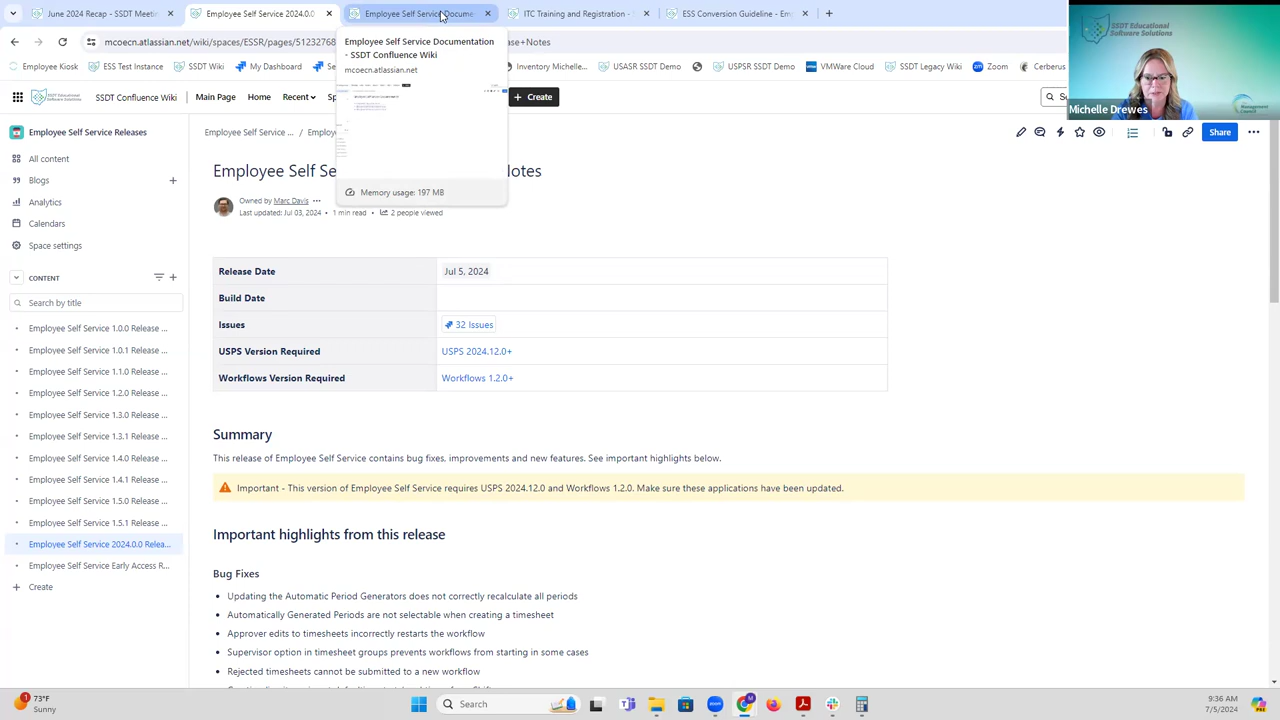 June 2024 Recap - SSDT Meetin
Employee Self Service 2024.0.0
Employee Self Service Docume
ITC Training and Registration
ESS Conversion Guideline - Em
mcoecn.atlassian.net/wiki/spaces/ESSR/pages/51232768
Notes
Employee Kiosk
ESS Test Instance
SSDT Wiki
My Dashboard
Inventory Michelle...
USASR SSDT Demo
USPSR SSDT Demo
VMWare Cloud
SSDT Legacy Wiki
Zoom
Cerberus
Employee Self Service Documentation
- SSDT Confluence Wiki
mcoecn.atlassian.net
Memory usage: 197 MB
SSDT Educational
Software Solutions
Management
Council
Michelle Drewes
SSDT Confluence Wiki
Main Page
Home
Recent
Create
Share
Employee Self Service Releases
All content
Blogs
Analytics
Calendars
Space settings
CONTENT
Search by title
Employee Self Service 1.0.0 Release ...
Employee Self Service 1.0.1 Release ...
Employee Self Service 1.1.0 Release ...
Employee Self Service 1.2.0 Release ...
Employee Self Service 1.3.0 Release ...
Employee Self Service 1.3.1 Release ...
Employee Self Service 1.4.0 Release ...
Employee Self Service 1.4.1 Release ...
Employee Self Service 1.5.0 Release ...
Employee Self Service 1.5.1 Release ...
Employee Self Service 2024.0.0 Relea...
Employee Self Service Early Access R...
Create
Employee Self Service ... / Employ
Employee Self Se
Notes
Owned by Marc Davis
Last updated: Jul 03, 2024 • 1 min read • 2 people viewed
Release Date Jul 5, 2024
Build Date
Issues 32 Issues
USPS Version Required USPS 2024.12.0+
Workflows Version Required Workflows 1.2.0+
Summary
This release of Employee Self Service contains bug fixes, improvements and new features. See important highlights below.
Important - This version of Employee Self Service requires USPS 2024.12.0 and Workflows 1.2.0. Make sure these applications have been updated.
Important highlights from this release
Bug Fixes
• Updating the Automatic Period Generators does not correctly recalculate all periods
• Automatically Generated Periods are not selectable when creating a timesheet
• Approver edits to timesheets incorrectly restarts the workflow
• Supervisor option in timesheet groups prevents workflows from starting in some cases
• Rejected timesheets cannot be submitted to a new workflow
73°F
Sunny
Search
9:36 AM
7/5/2024